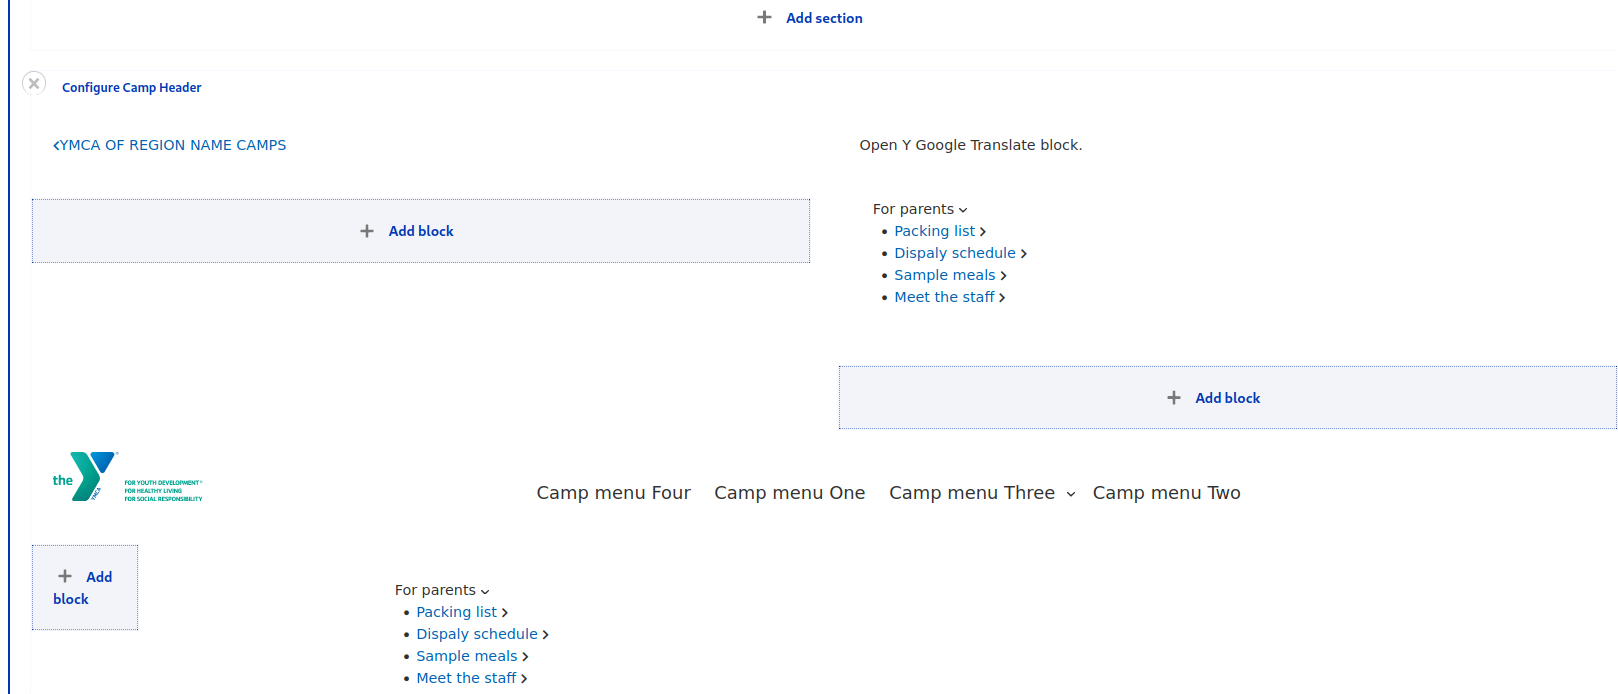 Add section
Configure Camp Header
YMCA OF REGION NAME CAMPS
Open Y Google Translate block.
Add block
For parents
Packing list
Dispaly schedule
Sample meals
Meet the staff
Add block
the
YMCA
FOR YOUTH DEVELOPMENT®
FOR HEALTHY LIVING
FOR SOCIAL RESPONSIBILITY
Camp menu Four Camp menu One Camp menu Three Camp menu Two
Add
block
For parents
Packing list
Dispaly schedule
Sample meals
Meet the staff